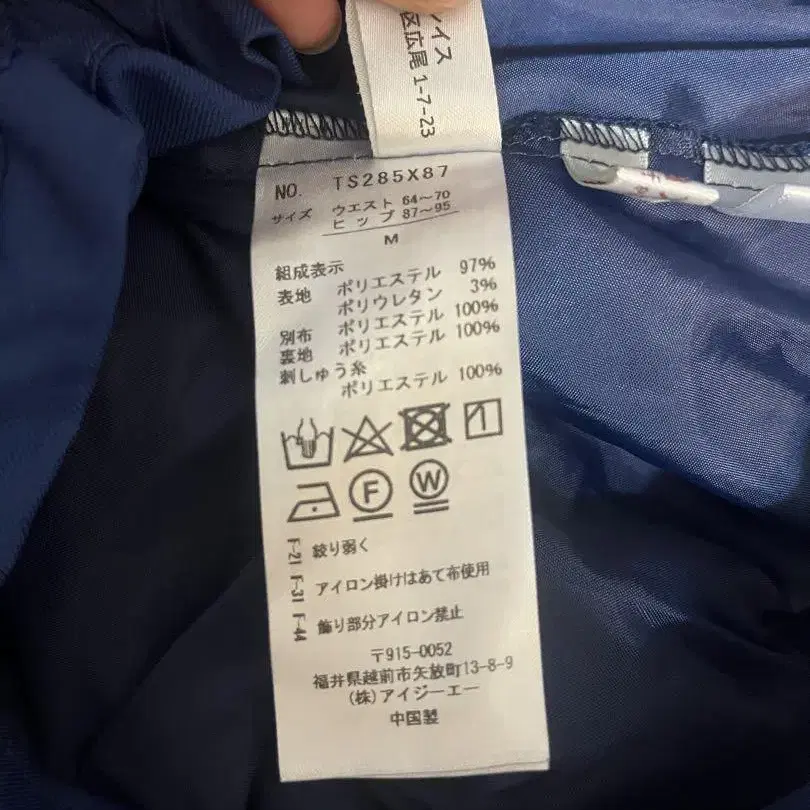 イス
区広尾1-7-23
NO. TS285X87
サイズ ウエスト 64〜70
ヒップ 87〜95
M
組成表示
表地 ポリエステル 97%
ポリウレタン 3%
別布 ポリエステル 100%
裏地 ポリエステル 100%
刺しゅう糸
ポリエステル 100%
F
W
F-21 絞り弱く
F-31 アイロン掛けはあて布使用
F-44 飾り部分アイロン禁止
〒915-0052
福井県越前市矢放町13-8-9
(株)アイジーエー
中国製